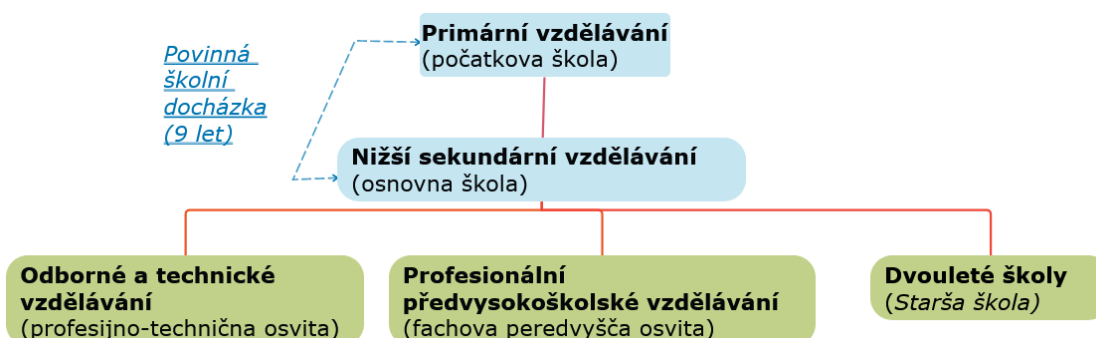 Primární vzdělávání
(počatkova škola)
Povinná
školní
docházka
(9 let)
Nižší sekundární vzdělávání
(osnovna škola)
Odborné a technické
vzdělávání
(profesijno-technična osvita)
Profesionální
předvysokoškolské vzdělávání
(fachova peredvyšča osvita)
Dvouleté školy
(Starša škola)